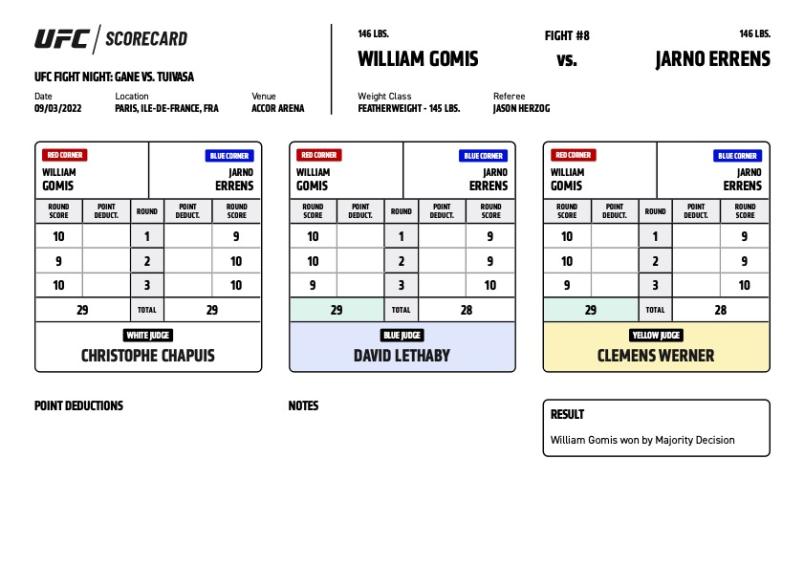 UFC SCORECARD
UFC FIGHT NIGHT: GANE VS. TUIVASA
Date Location Venue
09/03/2022 PARIS, ILE-DE-FRANCE, FRA ACCOR ARENA
146 LBS. FIGHT #8 146 LBS.
WILLIAM GOMIS VS. JARNO ERRENS
Weight Class Referee
FEATHERWEIGHT - 145 LBS. JASON HERZOG
RED CORNER BLUE CORNER
WILLIAM JARNO
GOMIS ERRENS
ROUND SCORE POINT DEDUCT. ROUND POINT DEDUCT. ROUND SCORE
10 1 9
9 2 10
10 3 10
29 TOTAL 29
WHITE JUDGE
CHRISTOPHE CHAPUIS
RED CORNER BLUE CORNER
WILLIAM JARNO
GOMIS ERRENS
ROUND SCORE POINT DEDUCT. ROUND POINT DEDUCT. ROUND SCORE
10 1 9
10 2 9
9 3 10
29 TOTAL 28
BLUE JUDGE
DAVID LETHABY
RED CORNER BLUE CORNER
WILLIAM JARNO
GOMIS ERRENS
ROUND SCORE POINT DEDUCT. ROUND POINT DEDUCT. ROUND SCORE
10 1 9
10 2 9
9 3 10
29 TOTAL 28
YELLOW JUDGE
CLEMENS WERNER
POINT DEDUCTIONS
NOTES
RESULT
William Gomis won by Majority Decision